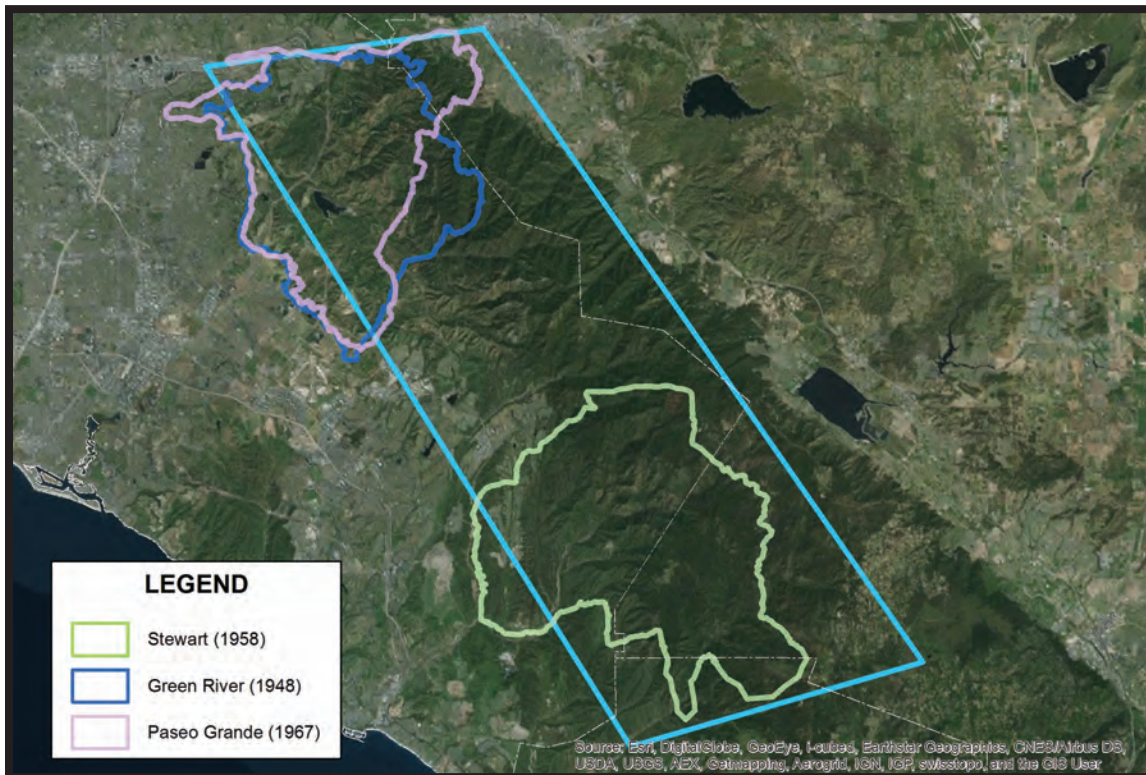 LEGEND
Stewart (1958)
Green River (1948)
Paseo Grande (1967)
Source: Esri, DigitalGlobe, GeoEye, i-cubed, Earthstar Geographics, CNES/Airbus DS,
USDA, USGS, AEX, Getmapping, Aerogrid, IGN, IGP, swisstopo, and the GIS User